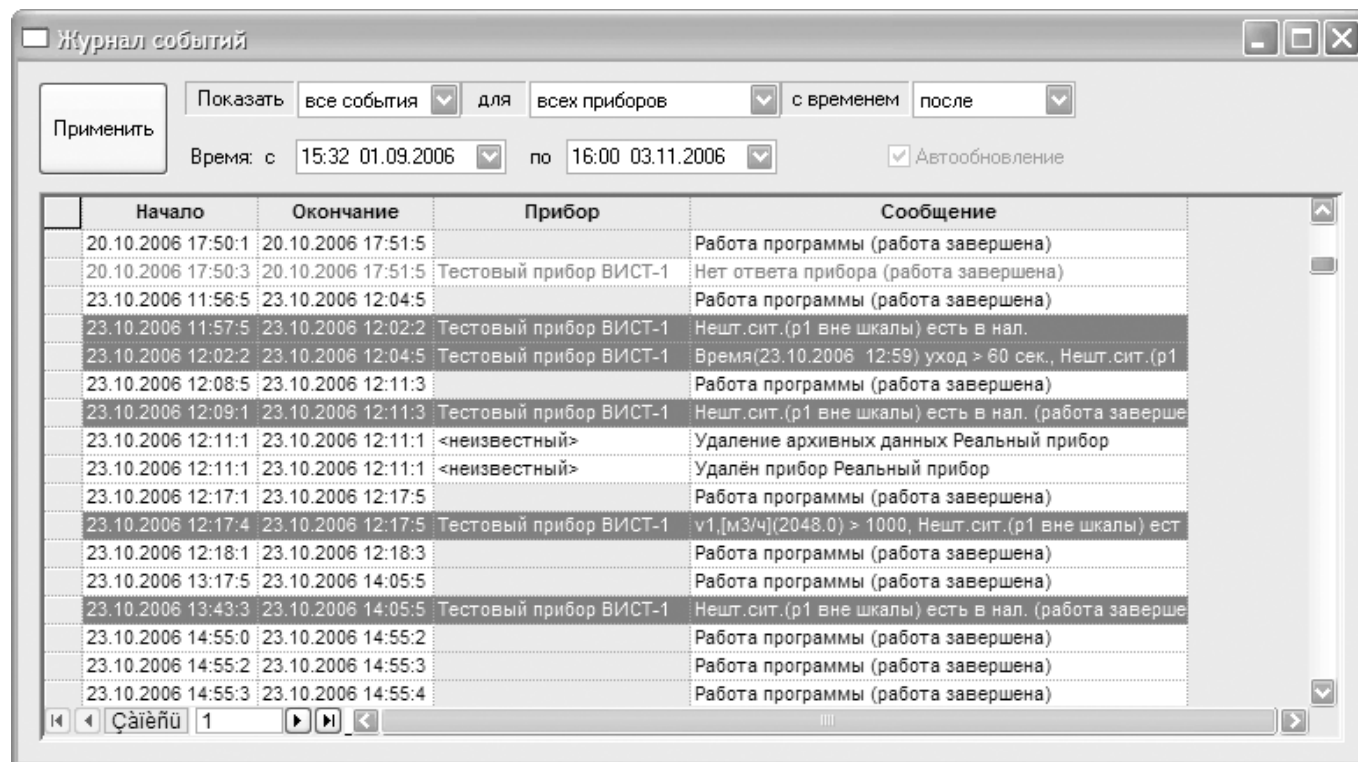 Журнал событий
Применить Показать все события для всех приборов с временем после
Время: с 15:32 01.09.2006 по 16:00 03.11.2006 Автообновление
Начало Окончание Прибор Сообщение
20.10.2006 17:50:1 20.10.2006 17:51:5 Работа программы (работа завершена)
20.10.2006 17:50:3 20.10.2006 17:51:5 Тестовый прибор ВИСТ-1 Нет ответа прибора (работа завершена)
23.10.2006 11:56:5 23.10.2006 12:04:5 Работа программы (работа завершена)
23.10.2006 11:57:5 23.10.2006 12:02:2 Тестовый прибор ВИСТ-1 Нешт.сит.(p1 вне шкалы) есть в нал.
23.10.2006 12:02:2 23.10.2006 12:04:5 Тестовый прибор ВИСТ-1 Время(23.10.2006 12:59) уход > 60 сек., Нешт.сит.(p1
23.10.2006 12:08:5 23.10.2006 12:11:3 Работа программы (работа завершена)
23.10.2006 12:09:1 23.10.2006 12:11:3 Тестовый прибор ВИСТ-1 Нешт.сит.(p1 вне шкалы) есть в нал. (работа заверше
23.10.2006 12:11:1 23.10.2006 12:11:1 <неизвестный> Удаление архивных данных Реальный прибор
23.10.2006 12:11:1 23.10.2006 12:11:1 <неизвестный> Удалён прибор Реальный прибор
23.10.2006 12:17:1 23.10.2006 12:17:5 Работа программы (работа завершена)
23.10.2006 12:17:4 23.10.2006 12:17:5 Тестовый прибор ВИСТ-1 v1,[м3/ч](2048.0) > 1000, Нешт.сит.(p1 вне шкалы) ест
23.10.2006 12:18:1 23.10.2006 12:18:3 Работа программы (работа завершена)
23.10.2006 13:17:5 23.10.2006 14:05:5 Работа программы (работа завершена)
23.10.2006 13:43:3 23.10.2006 14:05:5 Тестовый прибор ВИСТ-1 Нешт.сит.(p1 вне шкалы) есть в нал. (работа заверше
23.10.2006 14:55:0 23.10.2006 14:55:2 Работа программы (работа завершена)
23.10.2006 14:55:2 23.10.2006 14:55:3 Работа программы (работа завершена)
23.10.2006 14:55:3 23.10.2006 14:55:4 Работа программы (работа завершена)
Çàïèñü 1